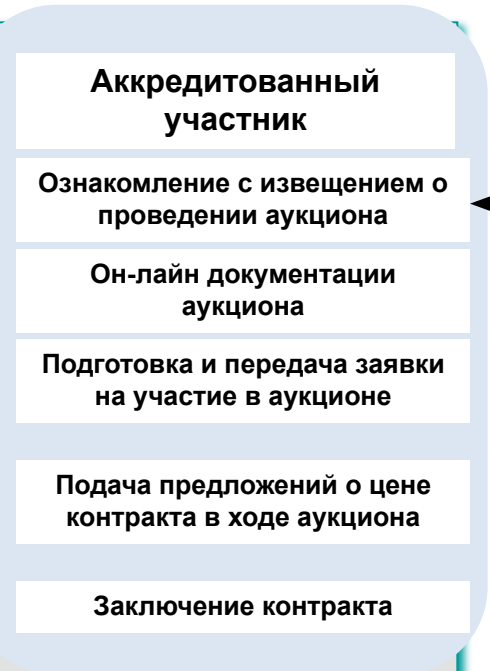 Аккредитованный
участник
Ознакомление с извещением о
проведении аукциона
Он-лайн документации
аукциона
Подготовка и передача заявки
на участие в аукционе
Подача предложений о цене
контракта в ходе аукциона
Заключение контракта